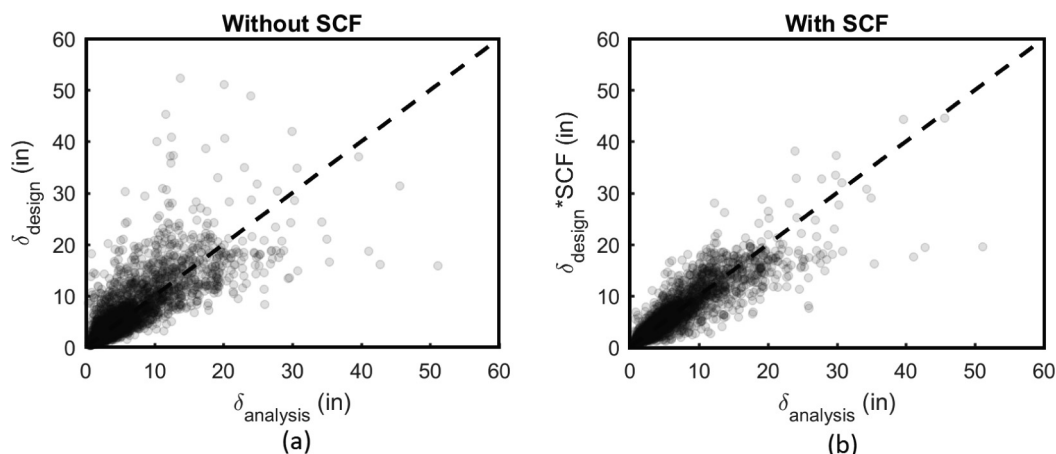 Without SCF
60
50
40
30
20
10
0
δdesign (in)
0 10 20 30 40 50 60
δanalysis (in)
(a)
With SCF
60
50
40
30
20
10
0
δdesign*SCF (in)
0 10 20 30 40 50 60
δanalysis (in)
(b)